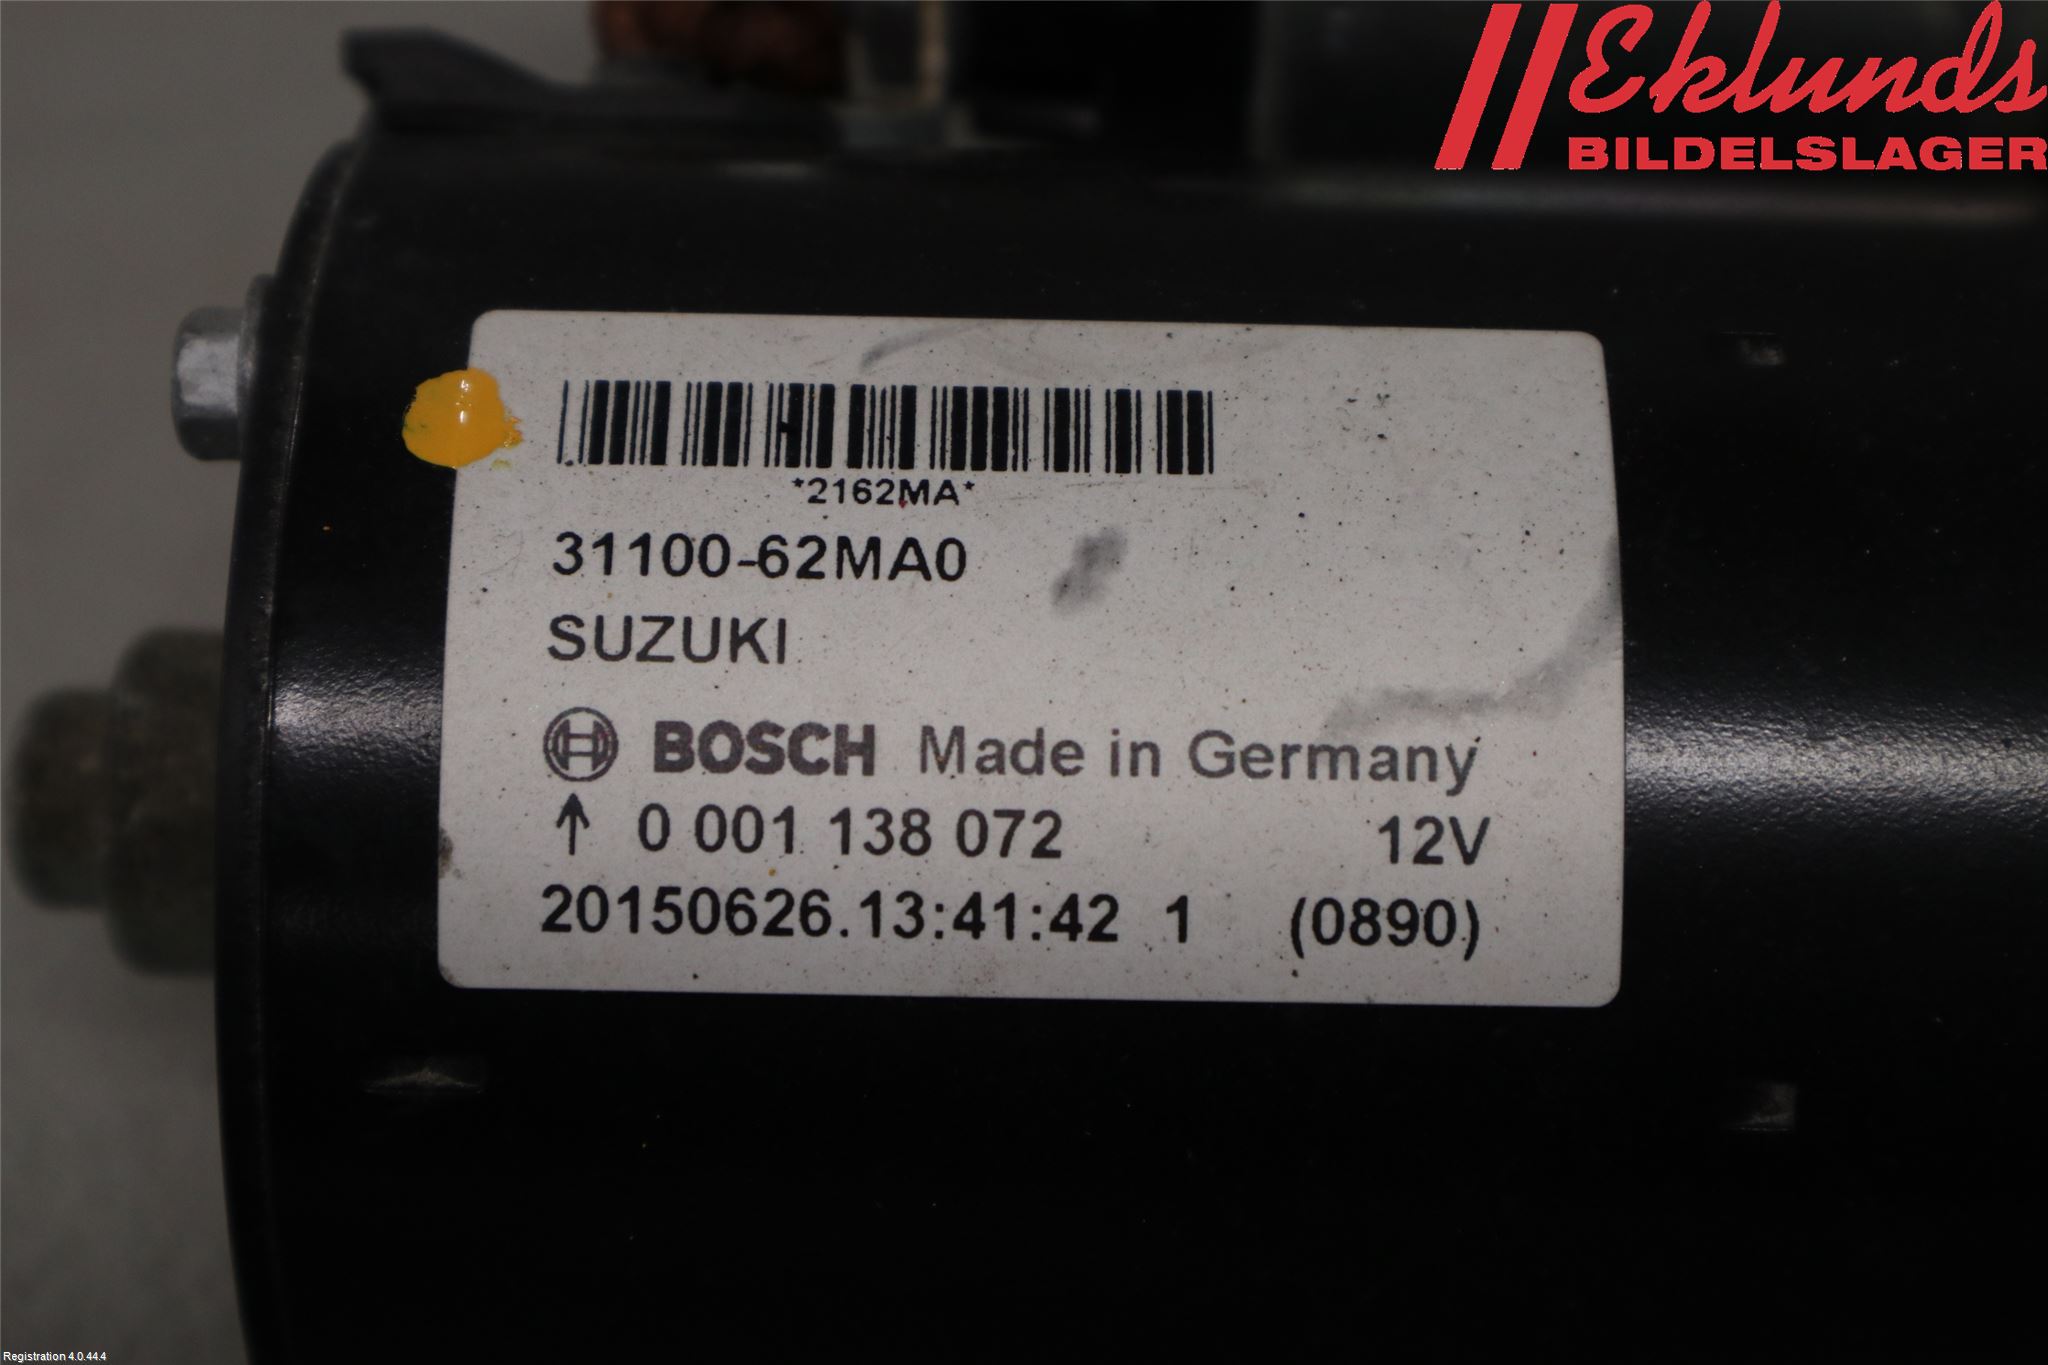 Eklunds
BILDELSLAGER
*2162MA*
31100-62MA0
SUZUKI
BOSCH Made in Germany
↑ 0 001 138 072 12V
20150626.13:41:42 1 (0890)
Registration 4.0.44.4